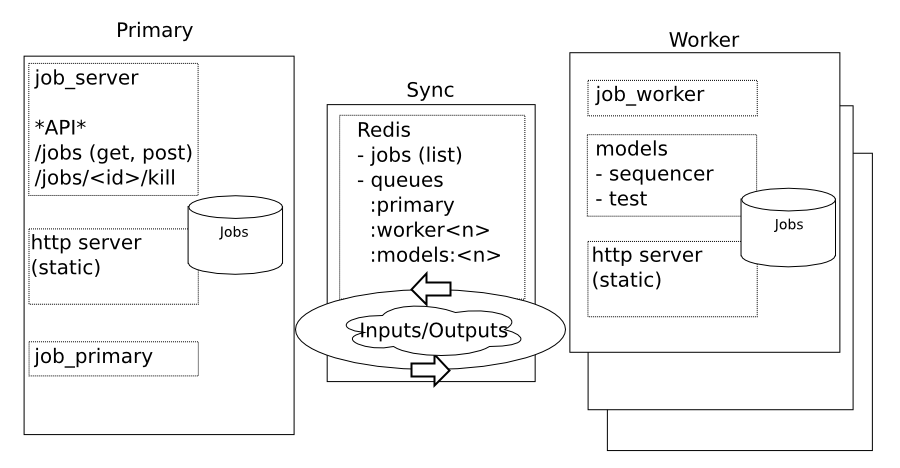 Primary
job_server
*API*
/jobs (get, post)
/jobs/<id>/kill
Jobs
http server
(static)
job_primary
Sync
Redis
- jobs (list)
- queues
:primary
:worker<n>
:models:<n>
Inputs/Outputs
Worker
job_worker
models
- sequencer
- test
Jobs
http server
(static)